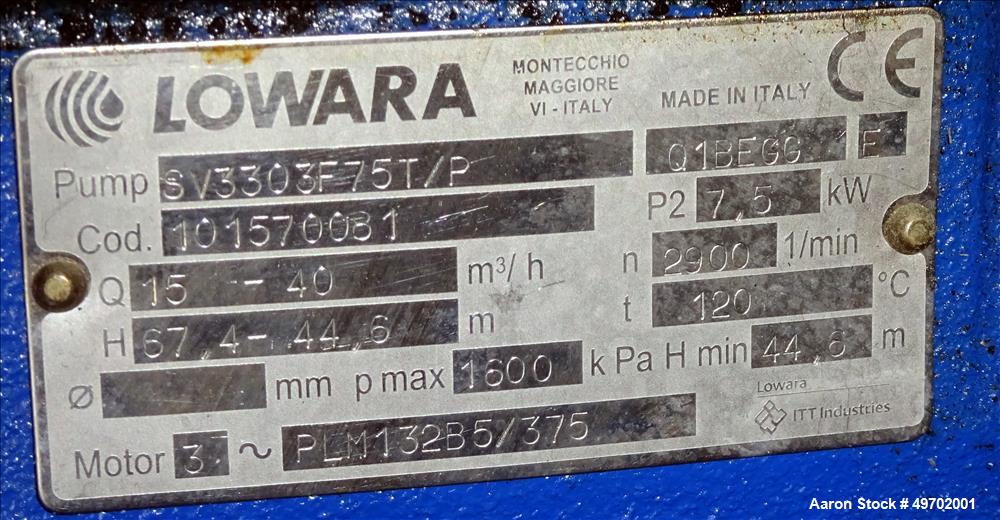 LOWARA
MONTECCHIO
MAGGIORE
VI - ITALY
MADE IN ITALY
CE
Pump SV3303F75T/P Q1BEGG E
Cod. 101570081 P2 7,5 kW
Q 15 - 40 m³/ h n 2900 1/min
H 67,4- 44,6 m t 120 °C
Ø mm p max 1600 k Pa H min 44,6 m
Lowara
ITT Industries
Motor 3 ~ PLM132B5/375
Aaron Stock # 49702001